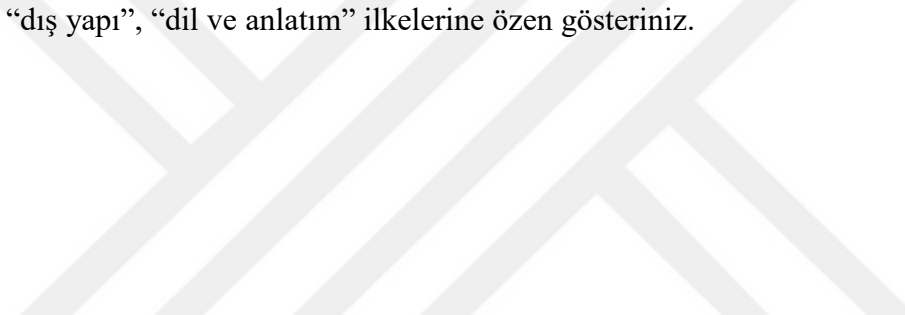 “dış yapı”, “dil ve anlatım” ilkelerine özen gösteriniz.